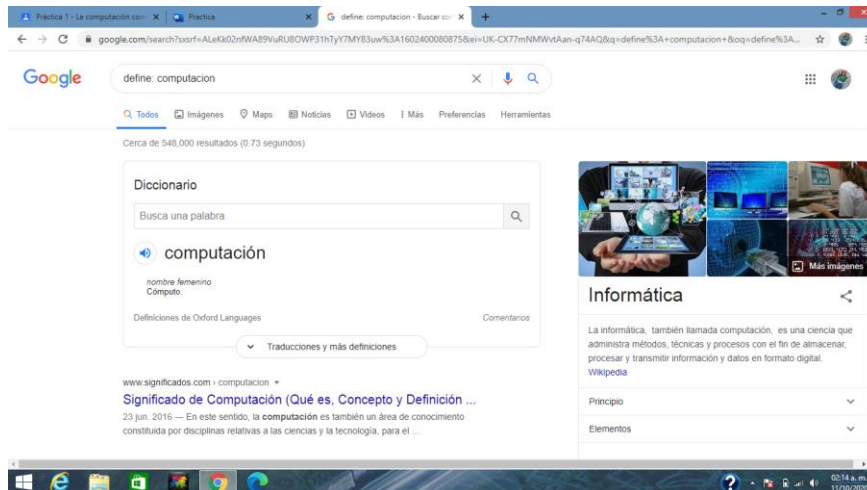 Práctica 1 - La computación com
Practica
define: computacion - Buscar con
google.com/search?sxsrf=ALeKk02nfWA89VuRU8OWP31hTyY7MY83uw%3A1602400080875&ei=UK-CX77mNMWvtAan-q74AQ&q=define%3A+computacion+&oq=define%3A...
Google
define: computacion
Todos Imágenes Maps Noticias Videos Más Preferencias Herramientas
Cerca de 548,000 resultados (0.73 segundos)
Diccionario
Busca una palabra
computación
nombre femenino
Cómputo.
Definiciones de Oxford Languages Comentarios
Traducciones y más definiciones
www.significados.com › computacion
Significado de Computación (Qué es, Concepto y Definición ...
23 jun. 2016 — En este sentido, la computación es también un área de conocimiento
constituida por disciplinas relativas a las ciencias y la tecnología, para el ...
Más imágenes
Informática
La informática, también llamada computación, es una ciencia que
administra métodos, técnicas y procesos con el fin de almacenar,
procesar y transmitir información y datos en formato digital.
Wikipedia
Principio
Elementos
02:14 a. m.